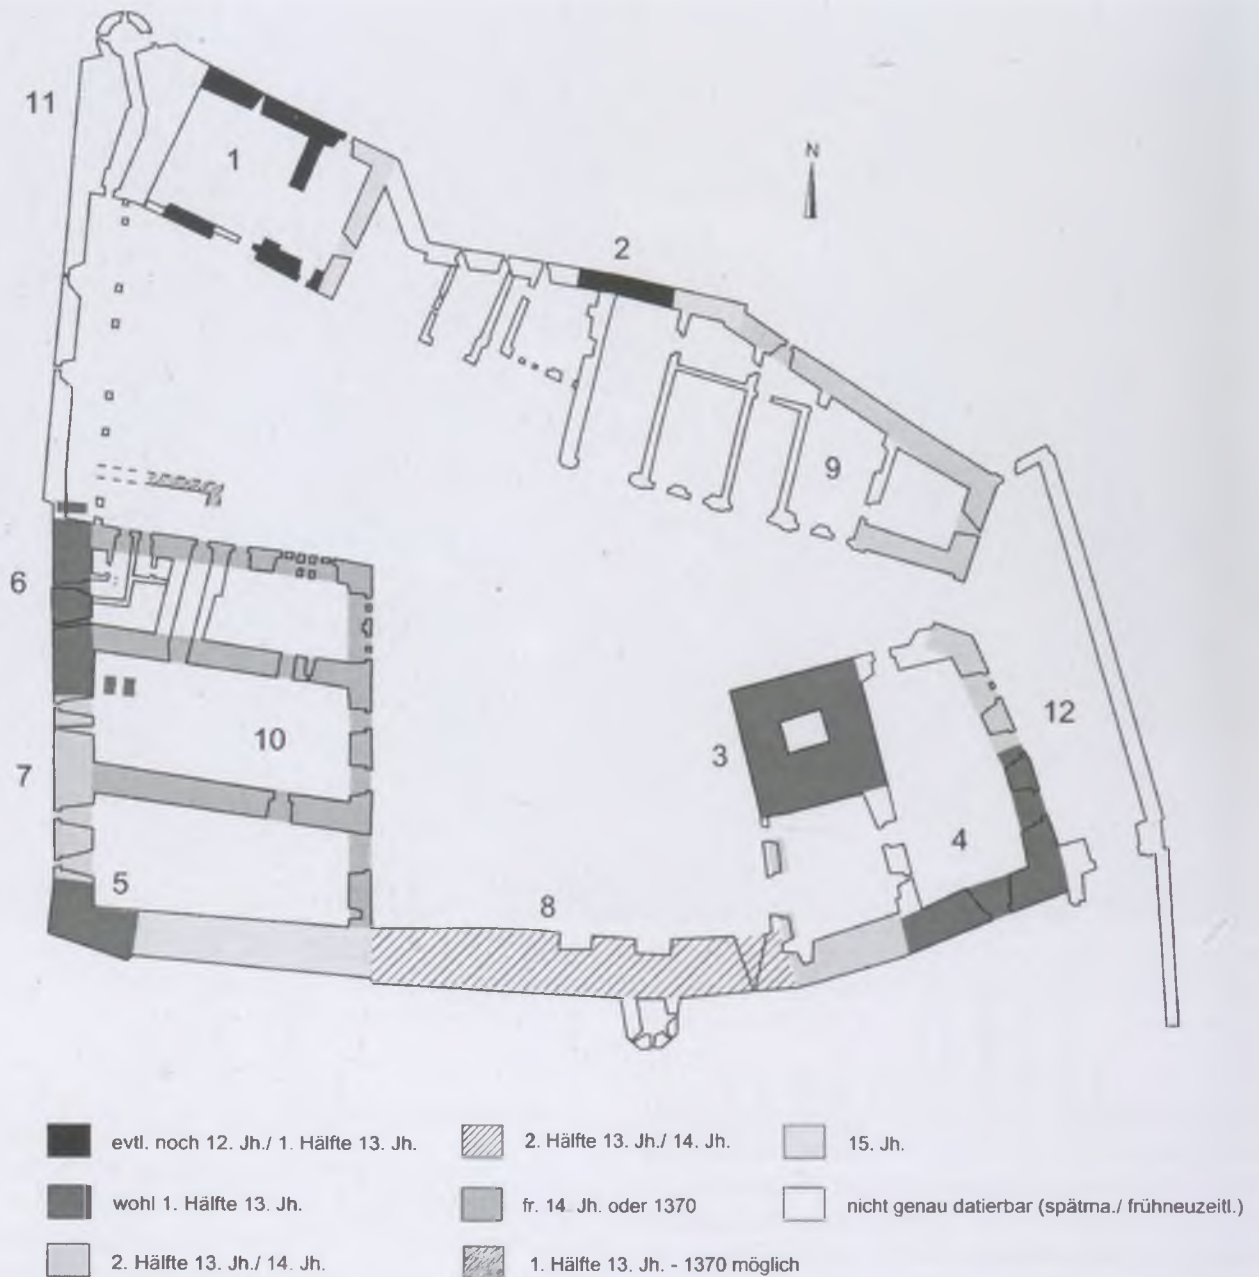 11
1
N
2
9
6
10
12
3
7
4
5
8
evtl. noch 12. Jh./ 1. Hälfte 13. Jh.
2. Hälfte 13. Jh./ 14. Jh.
15. Jh.
wohl 1. Hälfte 13. Jh.
fr. 14. Jh. oder 1370
nicht genau datierbar (spätma./ frühneuzeitl.)
2. Hälfte 13. Jh./ 14. Jh.
1. Hälfte 13. Jh. - 1370 möglich